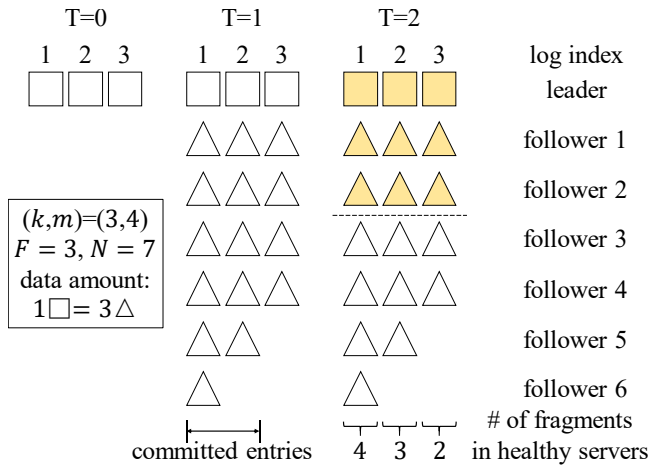 T=0 T=1 T=2
1 2 3 1 2 3 1 2 3 log index
leader
follower 1
follower 2
(k,m)=(3,4)
F = 3, N = 7
data amount:
1□= 3△
follower 3
follower 4
follower 5
follower 6
# of fragments
committed entries 4 3 2 in healthy servers